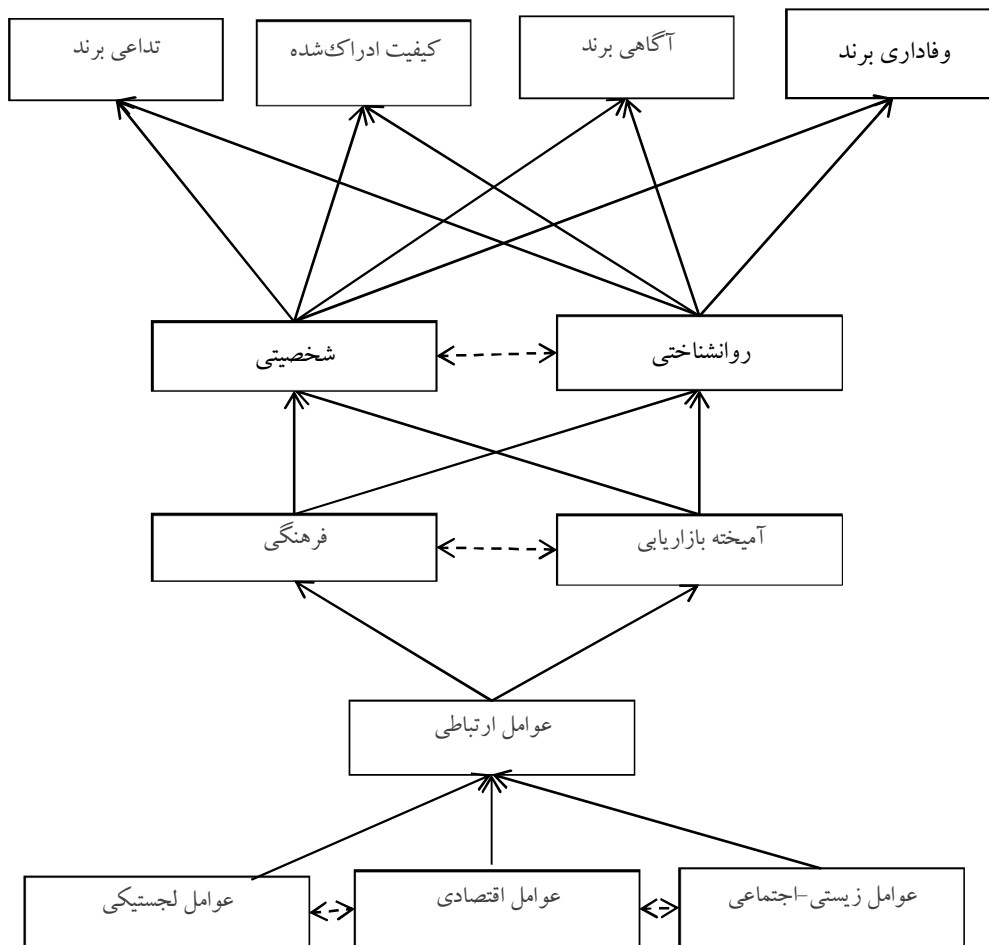 وفاداری برند
آگاهی برند
کیفیت ادراک‌شده
تداعی برند
روانشناختی
شخصیتی
آمیخته بازاریابی
فرهنگی
عوامل ارتباطی
عوامل زیستی-اجتماعی
عوامل اقتصادی
عوامل لجستیکی